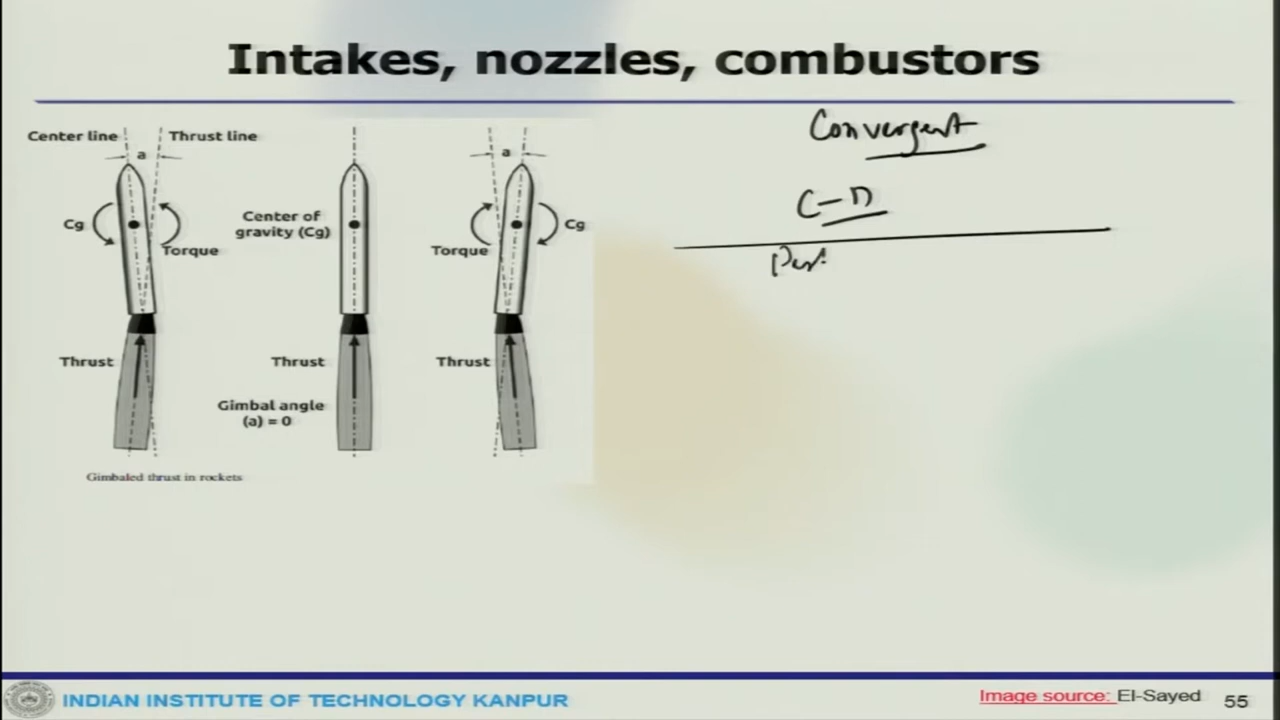 Intakes, nozzles, combustors
Center line
Thrust line
a
Cg
Torque
Thrust
Center of
gravity (Cg)
Thrust
Gimbal angle
(a) = 0
a
Torque
Cg
Thrust
Gimbaled thrust in rockets
Convergent
C-D
INDIAN INSTITUTE OF TECHNOLOGY KANPUR
Image source: El-Sayed
55